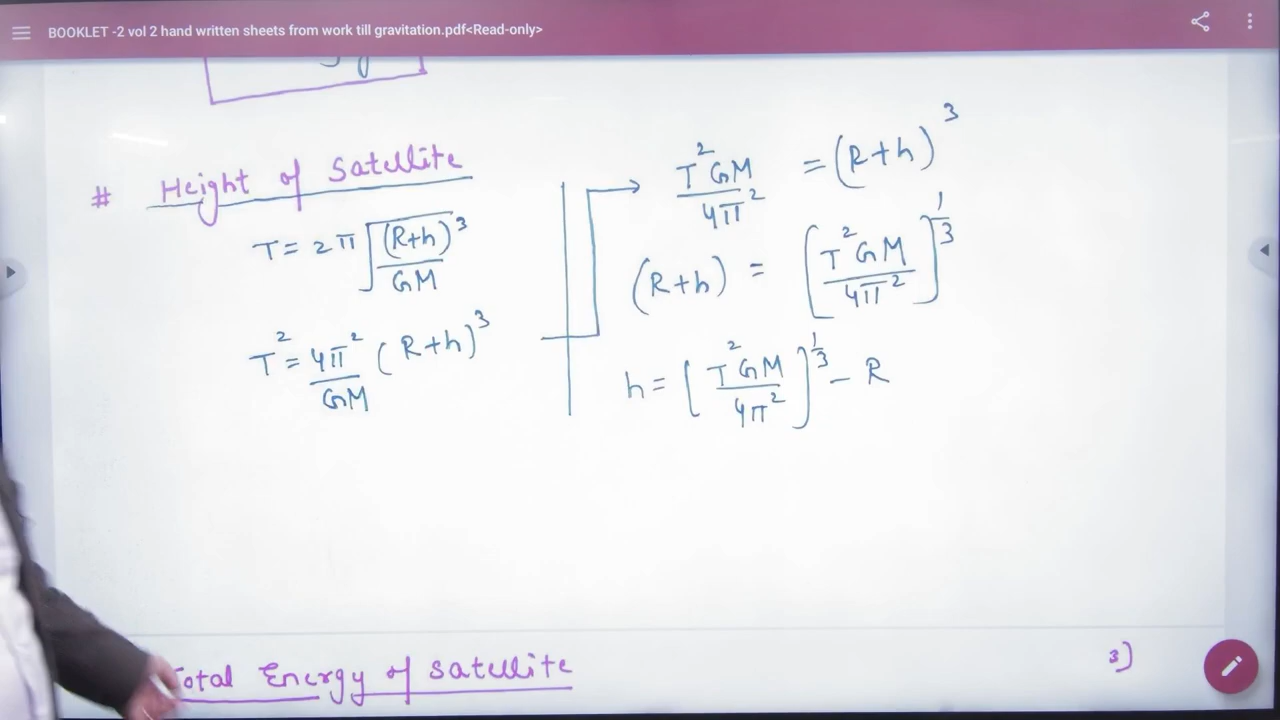 BOOKLET -2 vol 2 hand written sheets from work till gravitation.pdf<Read-only>
# Height of Satellite
T = 2π √((R+h)³/GM)
T² = 4π²/GM (R+h)³
T²GM/4π² = (R+h)³
(R+h) = [T²GM/4π²]^(1/3)
h = [T²GM/4π²]^(1/3) – R
Total Energy of satellite
3)